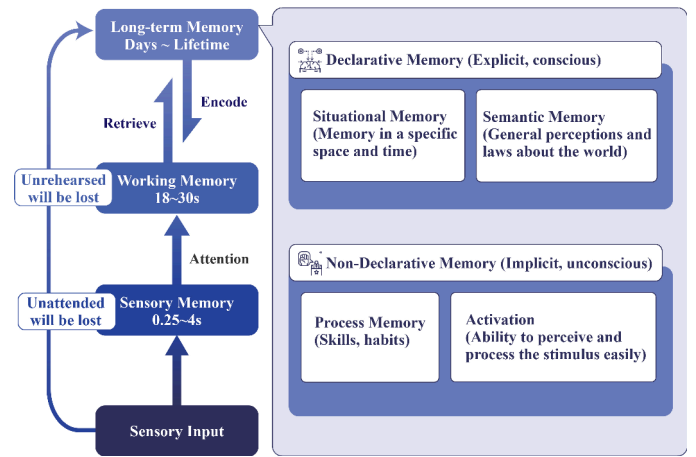 Long-term Memory
Days ~ Lifetime
Encode
Retrieve
Unrehearsed
will be lost
Working Memory
18~30s
Attention
Unattended
will be lost
Sensory Memory
0.25~4s
Sensory Input
Declarative Memory (Explicit, conscious)
Situational Memory
(Memory in a specific
space and time)
Semantic Memory
(General perceptions and
laws about the world)
Non-Declarative Memory (Implicit, unconscious)
Process Memory
(Skills, habits)
Activation
(Ability to perceive and
process the stimulus easily)